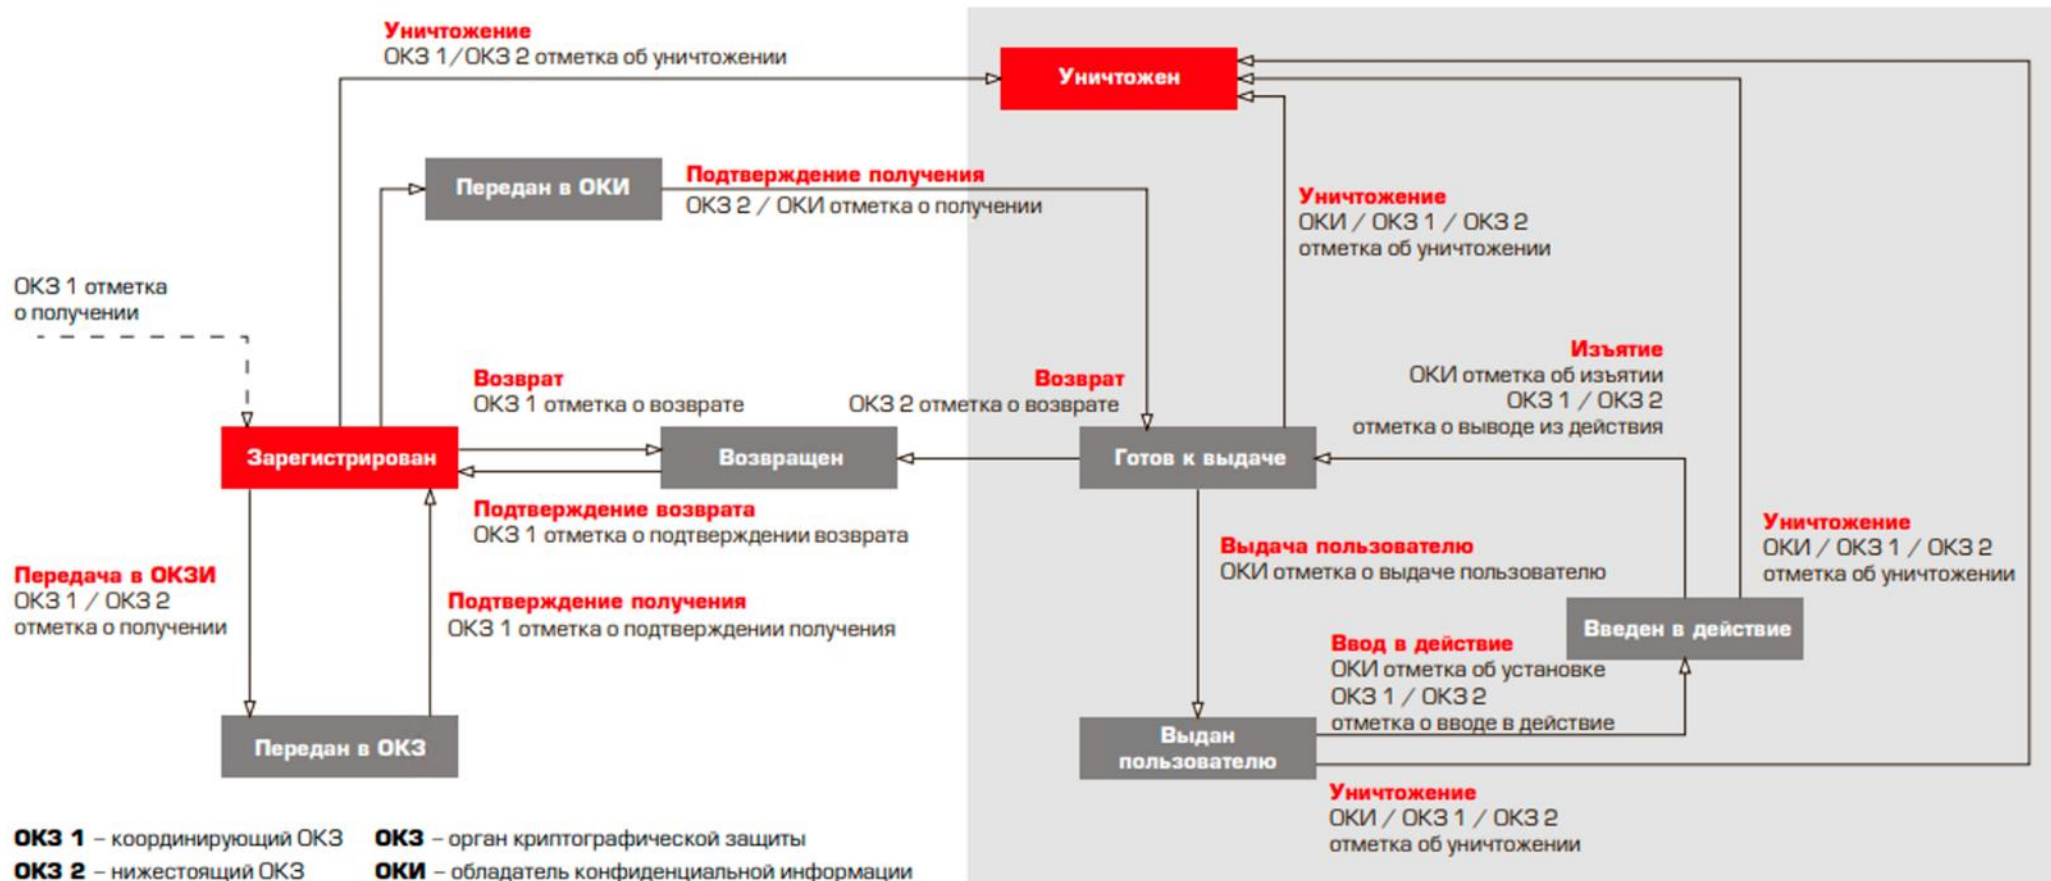 Уничтожение
ОКЗ 1/ОКЗ 2 отметка об уничтожении
Уничтожен
Передан в ОКИ
Подтверждение получения
ОКЗ 2 / ОКИ отметка о получении
Уничтожение
ОКИ / ОКЗ 1 / ОКЗ 2
отметка об уничтожении
ОКЗ 1 отметка
о получении
Возврат
ОКЗ 1 отметка о возврате
Возврат
ОКЗ 2 отметка о возврате
Изъятие
ОКИ отметка об изъятии
ОКЗ 1 / ОКЗ 2
отметка о выводе из действия
Зарегистрирован
Возвращен
Готов к выдаче
Подтверждение возврата
ОКЗ 1 отметка о подтверждении возврата
Выдача пользователю
ОКИ отметка о выдаче пользователю
Уничтожение
ОКИ / ОКЗ 1 / ОКЗ 2
отметка об уничтожении
Передача в ОКЗИ
ОКЗ 1 / ОКЗ 2
отметка о получении
Подтверждение получения
ОКЗ 1 отметка о подтверждении получения
Введен в действие
Ввод в действие
ОКИ отметка об установке
ОКЗ 1 / ОКЗ 2
отметка о вводе в действие
Передан в ОКЗ
Выдан
пользователю
Уничтожение
ОКИ / ОКЗ 1 / ОКЗ 2
отметка об уничтожении
ОКЗ 1 – координирующий ОКЗ
ОКЗ – орган криптографической защиты
ОКЗ 2 – нижестоящий ОКЗ
ОКИ – обладатель конфиденциальной информации